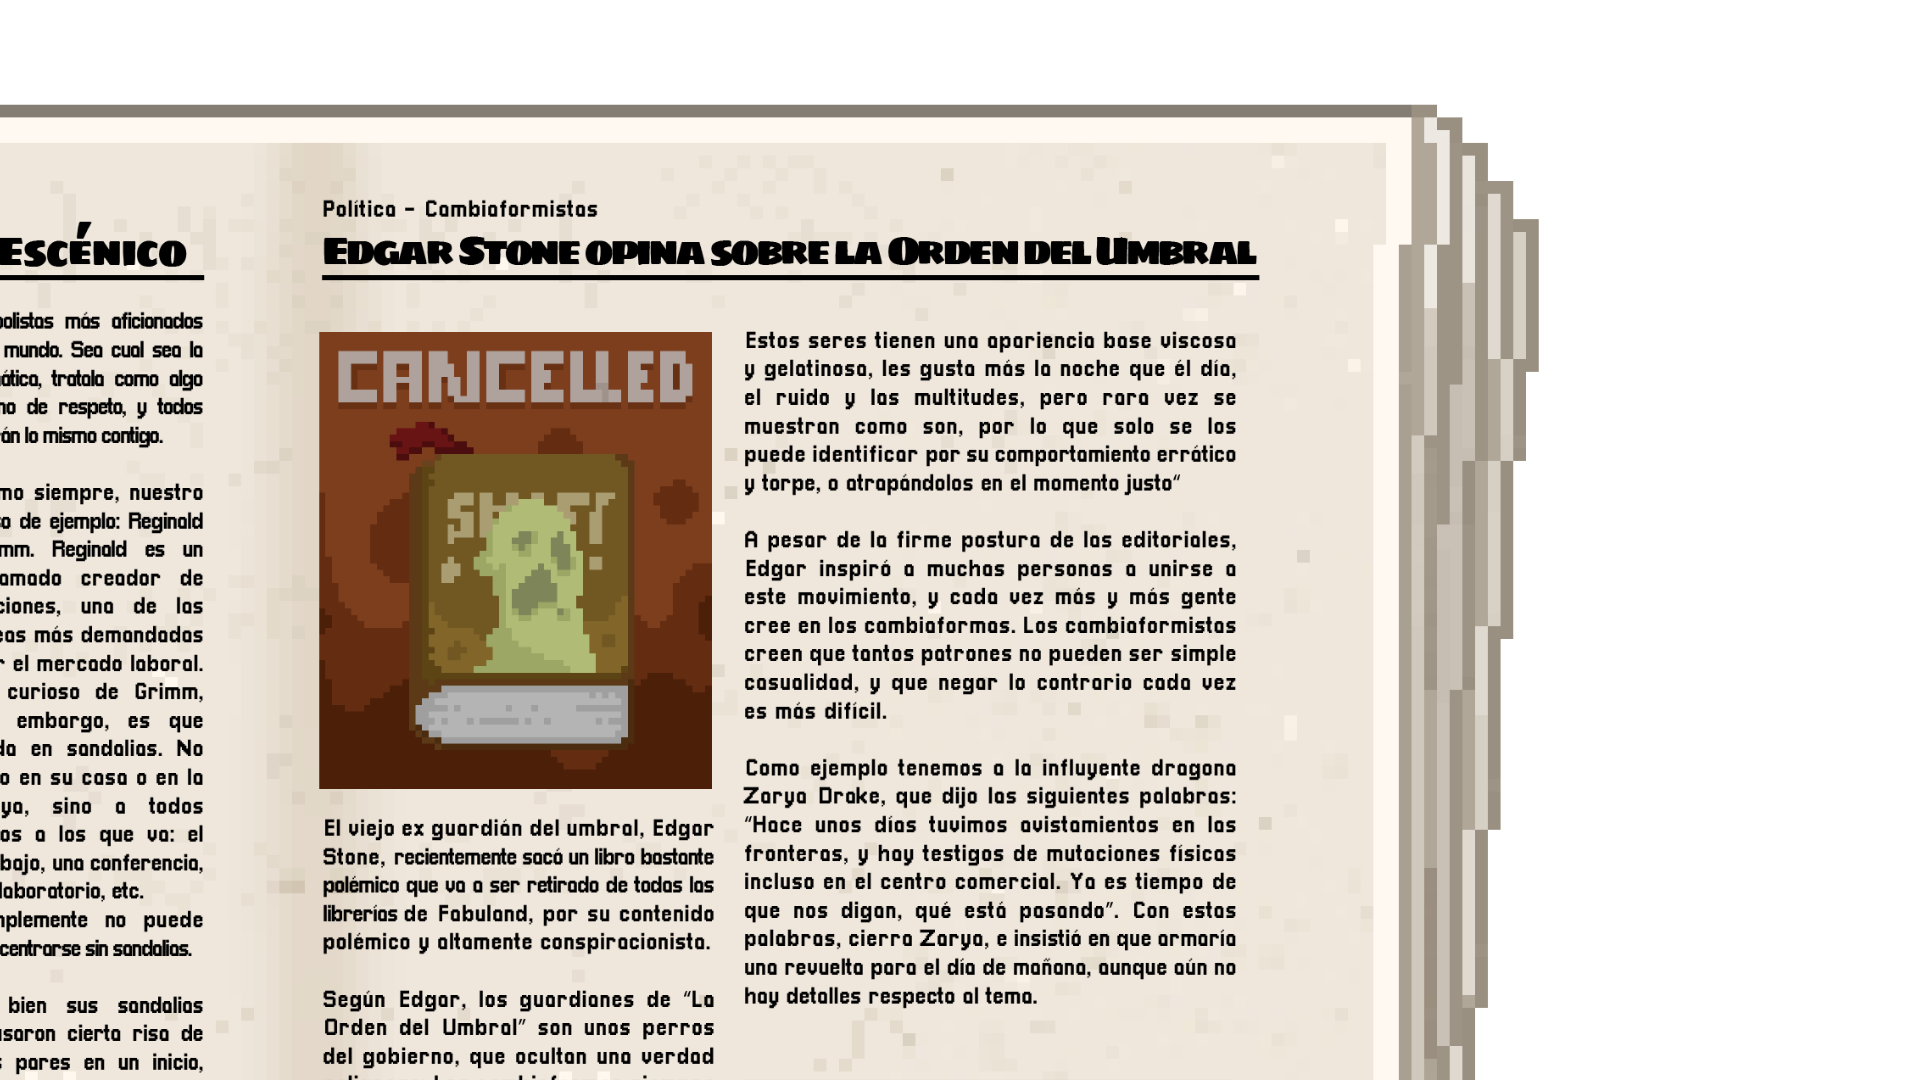 Escénico
polistas más aficionados
mundo. Sea cual sea la
ática, tratala como algo
no de respeto, y todos
rán lo mismo contigo.
mo siempre, nuestro
o de ejemplo: Reginald
mm. Reginald es un
amado creador de
ciones, una de las
eas más demandadas
r el mercado laboral.
curioso de Grimm,
embargo, es que
da en sandalias. No
o en su casa o en la
ya, sino a todos
os a los que va: el
bajo, una conferencia,
laboratorio, etc.
mplemente no puede
centrarse sin sandalias.
bien sus sandalias
usaron cierta risa de
s pares en un inicio,
Política - Cambiaformistas
Edgar Stone opina sobre la Orden del Umbral
CANCELLED
El viejo ex guardián del umbral, Edgar
Stone, recientemente sacó un libro bastante
polémico que va a ser retirado de todas las
librerías de Fabuland, por su contenido
polémico y altamente conspiracionista.
Según Edgar, los guardianes de “La
Orden del Umbral” son unos perros
del gobierno, que ocultan una verdad
Estos seres tienen una apariencia base viscosa
y gelatinosa, les gusta más la noche que él día,
el ruido y las multitudes, pero rara vez se
muestran como son, por lo que solo se los
puede identificar por su comportamiento errático
y torpe, o atrapándolos en el momento justo“
A pesar de la firme postura de las editoriales,
Edgar inspiró a muchas personas a unirse a
este movimiento, y cada vez más y más gente
cree en los cambiaformas. Los cambiaformistas
creen que tantos patrones no pueden ser simple
casualidad, y que negar lo contrario cada vez
es más difícil.
Como ejemplo tenemos a la influyente dragona
Zarya Drake, que dijo las siguientes palabras:
“Hace unos días tuvimos avistamientos en las
fronteras, y hay testigos de mutaciones físicas
incluso en el centro comercial. Ya es tiempo de
que nos digan, qué está pasando”. Con estas
palabras, cierra Zarya, e insistió en que armaría
una revuelta para el día de mañana, aunque aún no
hay detalles respecto al tema.